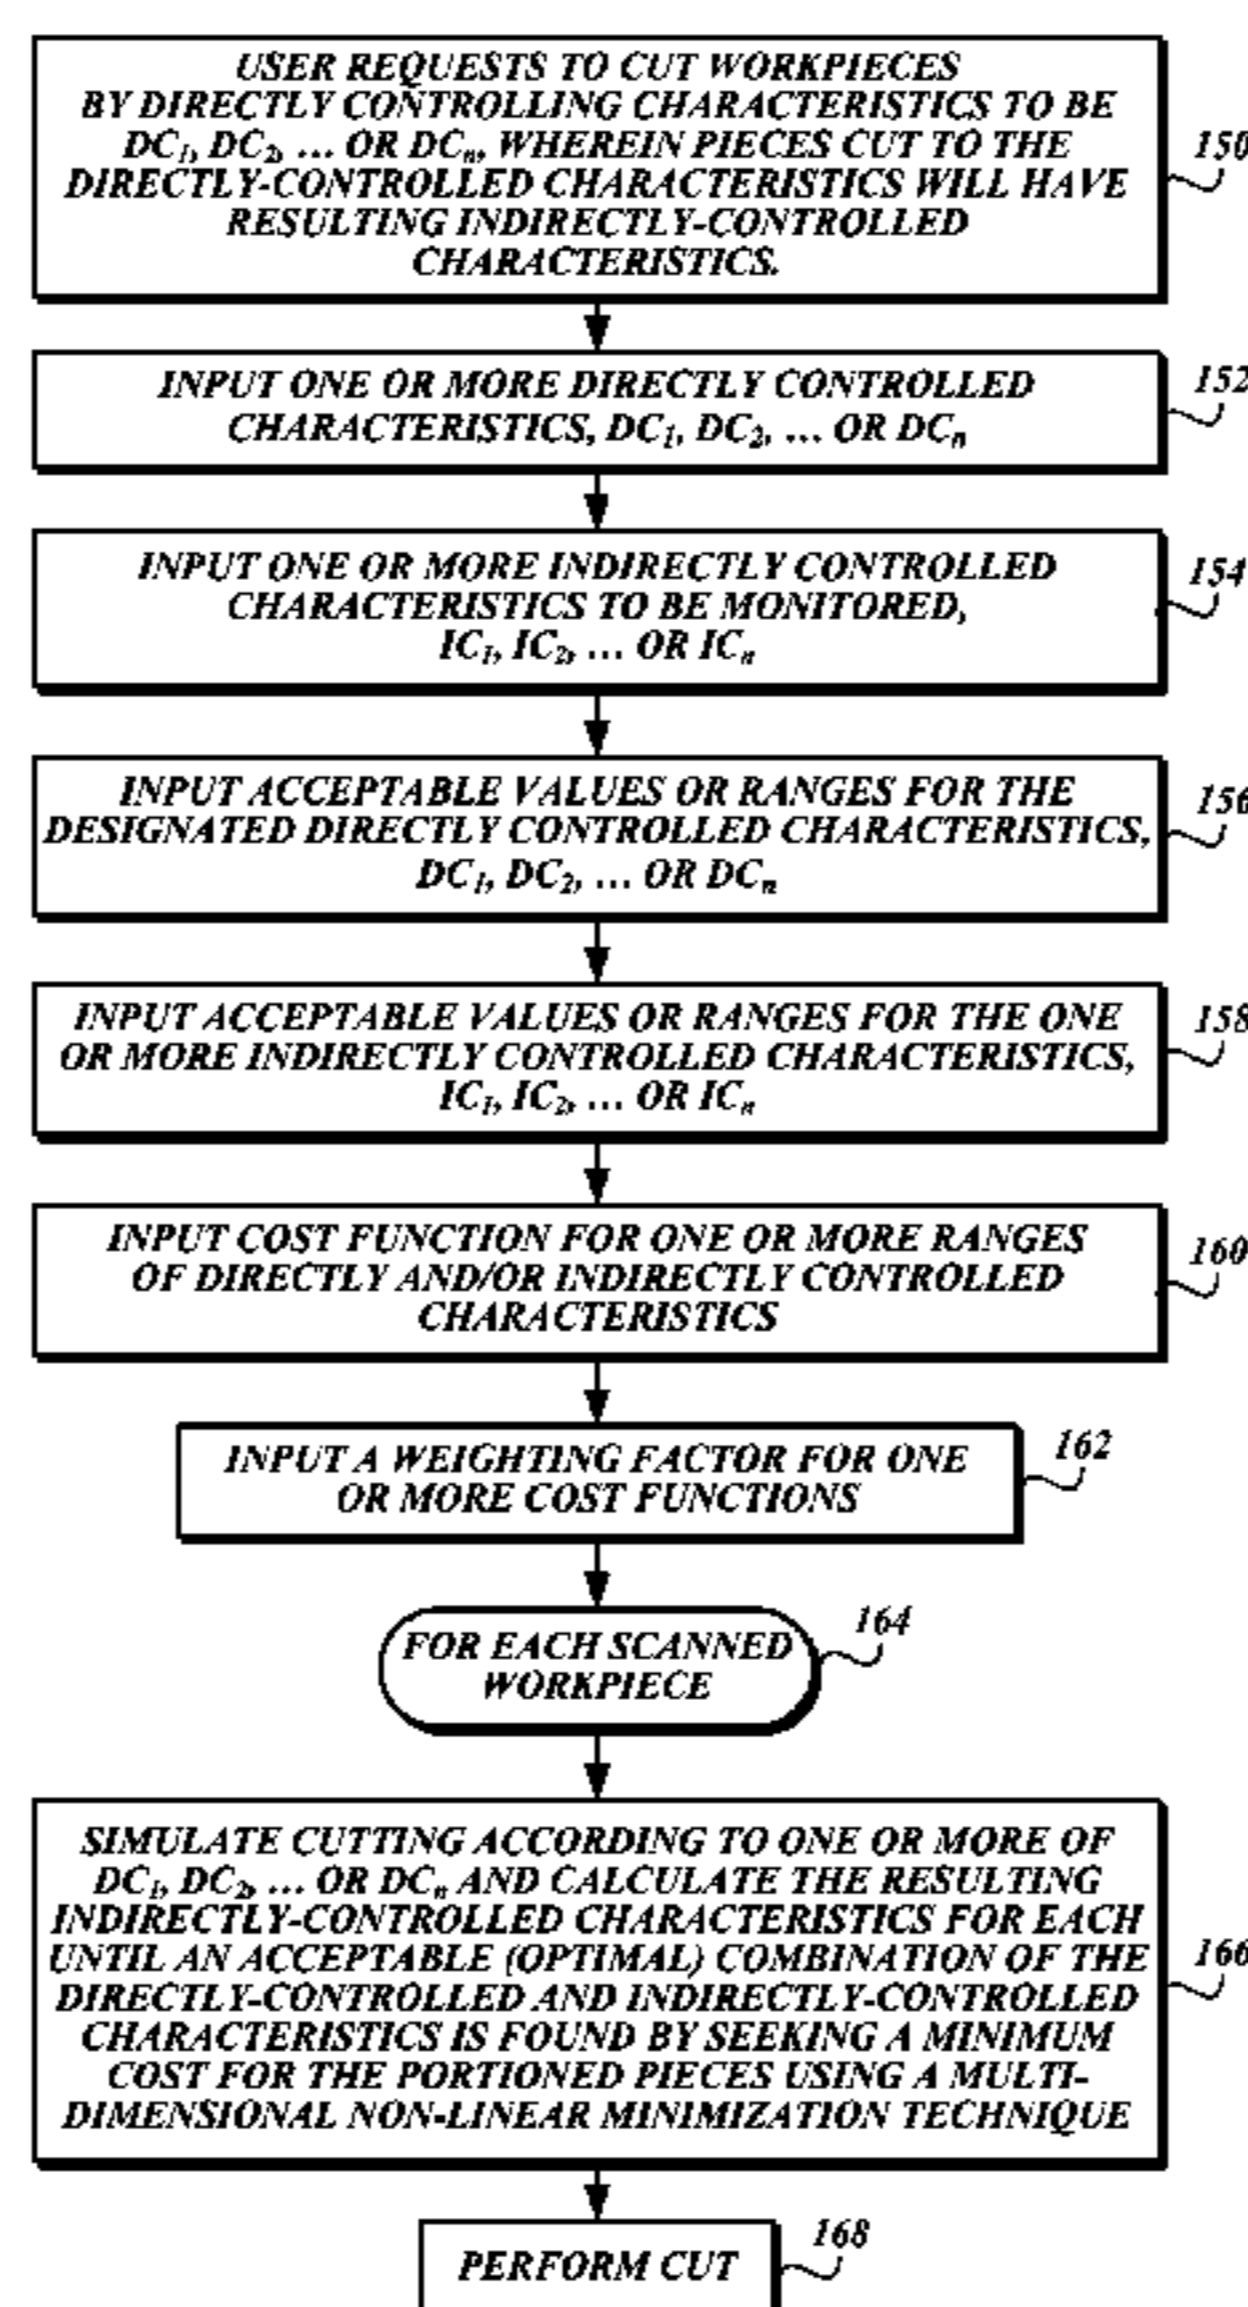 USER REQUESTS TO CUT WORKPIECES
BY DIRECTLY CONTROLLING CHARACTERISTICS TO BE
DC₁, DC₂, ... OR DCₙ, WHEREIN PIECES CUT TO THE
DIRECTLY-CONTROLLED CHARACTERISTICS WILL HAVE
RESULTING INDIRECTLY-CONTROLLED
CHARACTERISTICS.
150
INPUT ONE OR MORE DIRECTLY CONTROLLED
CHARACTERISTICS, DC₁, DC₂, ... OR DCₙ
152
INPUT ONE OR MORE INDIRECTLY CONTROLLED
CHARACTERISTICS TO BE MONITORED,
IC₁, IC₂, ... OR ICₙ
154
INPUT ACCEPTABLE VALUES OR RANGES FOR THE
DESIGNATED DIRECTLY CONTROLLED CHARACTERISTICS,
DC₁, DC₂, ... OR DCₙ
156
INPUT ACCEPTABLE VALUES OR RANGES FOR THE ONE
OR MORE INDIRECTLY CONTROLLED CHARACTERISTICS,
IC₁, IC₂, ... OR ICₙ
158
INPUT COST FUNCTION FOR ONE OR MORE RANGES
OF DIRECTLY AND/OR INDIRECTLY CONTROLLED
CHARACTERISTICS
160
INPUT A WEIGHTING FACTOR FOR ONE
OR MORE COST FUNCTIONS
162
FOR EACH SCANNED
WORKPIECE
164
SIMULATE CUTTING ACCORDING TO ONE OR MORE OF
DC₁, DC₂, ... OR DCₙ AND CALCULATE THE RESULTING
INDIRECTLY-CONTROLLED CHARACTERISTICS FOR EACH
UNTIL AN ACCEPTABLE (OPTIMAL) COMBINATION OF THE
DIRECTLY-CONTROLLED AND INDIRECTLY-CONTROLLED
CHARACTERISTICS IS FOUND BY SEEKING A MINIMUM
COST FOR THE PORTIONED PIECES USING A MULTI-
DIMENSIONAL NON-LINEAR MINIMIZATION TECHNIQUE
166
PERFORM CUT
168